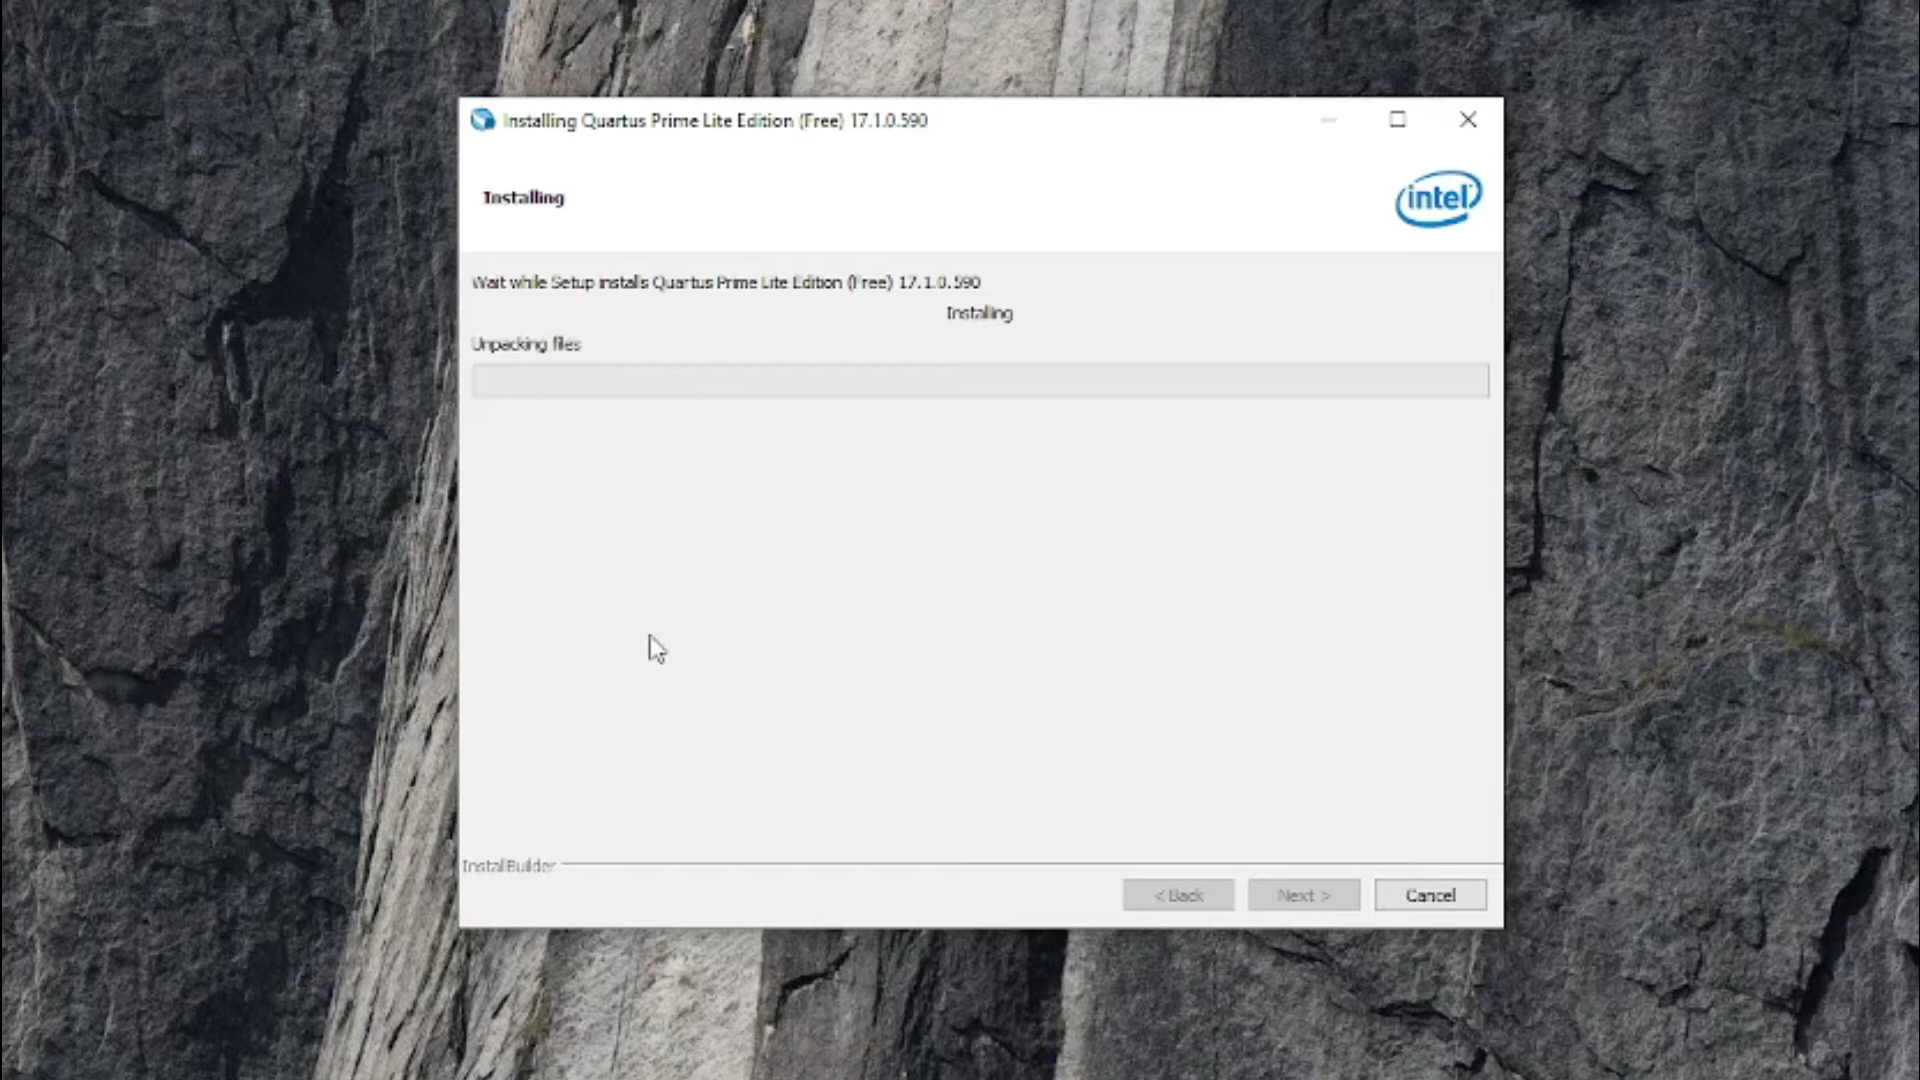 Installing Quartus Prime Lite Edition (Free) 17.1.0.590
Installing
intel
Wait while Setup installs Quartus Prime Lite Edition (Free) 17.1.0.590
Installing
Unpacking files
InstallBuilder
< Back
Next >
Cancel